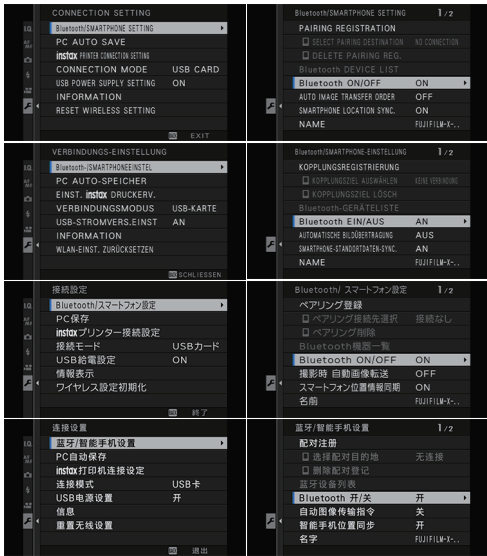 CONNECTION SETTING
Bluetooth/SMARTPHONE SETTING
PC AUTO SAVE
instax PRINTER CONNECTION SETTING
CONNECTION MODE USB CARD
USB POWER SUPPLY SETTING ON
INFORMATION
RESET WIRELESS SETTING
EXIT
Bluetooth/SMARTPHONE SETTING 1/2
PAIRING REGISTRATION
SELECT PAIRING DESTINATION NO CONNECTION
DELETE PAIRING REG.
Bluetooth DEVICE LIST
Bluetooth ON/OFF ON
AUTO IMAGE TRANSFER ORDER OFF
SMARTPHONE LOCATION SYNC. ON
NAME FUJIFILM-X-..
VERBINDUNGS-EINSTELLUNG
Bluetooth-/SMARTPHONEEINSTEL
PC AUTO-SPEICHER
EINST. instax DRUCKERV.
VERBINDUNGSMODUS USB-KARTE
USB-STROMVERS.EINST AN
INFORMATION
WLAN-EINST. ZURÜCKSETZEN
SCHLIESSEN
Bluetooth/SMARTPHONE-EINSTELLUNG 1/2
KOPPLUNGSREGISTRIERUNG
KOPPLUNGSZIEL AUSWÄHLEN KEINE VERBINDUNG
KOPPLUNGSZIEL LÖSCH
Bluetooth-GERÄTELISTE
Bluetooth EIN/AUS AN
AUTOMATISCHE BILDÜBERTRAGUNG AUS
SMARTPHONE-STANDORTDATEN-SYNC. AN
NAME FUJIFILM-X-..
接続設定
Bluetooth/スマートフォン設定
PC保存
instaxプリンター接続設定
接続モード USBカード
USB給電設定 ON
情報表示
ワイヤレス設定初期化
終了
Bluetooth/ スマートフォン設定 1/2
ペアリング登録
ペアリング接続先選択 接続なし
ペアリング削除
Bluetooth機器一覧
Bluetooth ON/OFF ON
撮影時 自動画像転送 OFF
スマートフォン位置情報同期 ON
名前 FUJIFILM-X-..
连接设置
蓝牙/智能手机设置
PC自动保存
instax打印机连接设定
连接模式 USB卡
USB电源设置 开
信息
重置无线设置
退出
蓝牙/智能手机设置 1/2
配对注册
选择配对目的地 无连接
删除配对登记
蓝牙设备列表
Bluetooth 开/关 开
自动图像传输指令 关
智能手机位置同步 开
名字 FUJIFILM-X-..